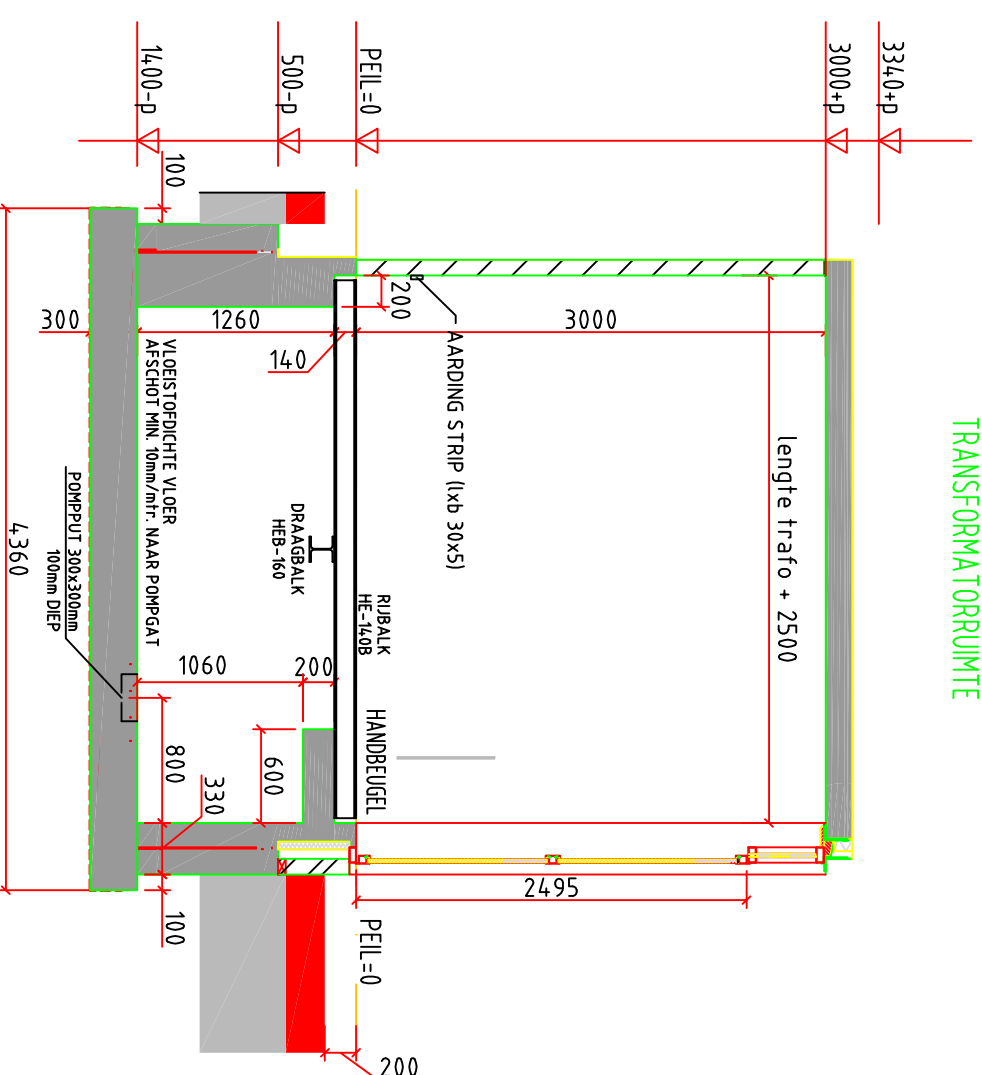 TRANSFORMATORRUIMTE
3340+p
3000+p
PEIL=0
500-p
1400-p
100
lengte trafo + 2500
3000
200
AARDING STRIP (lxb 30x5)
140
1260
300
RIJBALK
HE-140B
DRAAGBALK
HEB-160
VLOEISTOFDICHTE VLOER
AFSCHOT MIN. 10mm/mtr. NAAR POMPGAT
POMPPUT 300x300mm
100mm DIEP
4360
1060
200
HANDBEUGEL
600
800
330
2495
100
PEIL=0
200